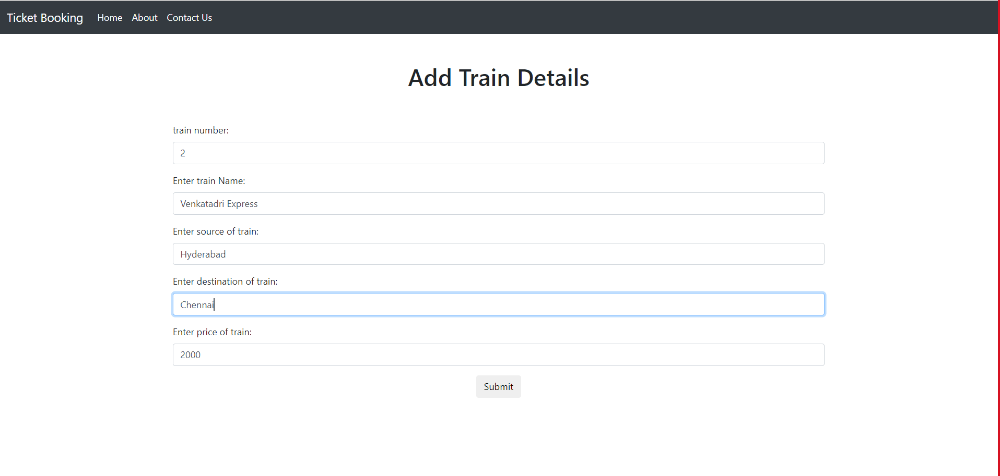 Ticket Booking Home About Contact Us
Add Train Details
train number:
2
Enter train Name:
Venkatadri Express
Enter source of train:
Hyderabad
Enter destination of train:
Chennai
Enter price of train:
2000
Submit